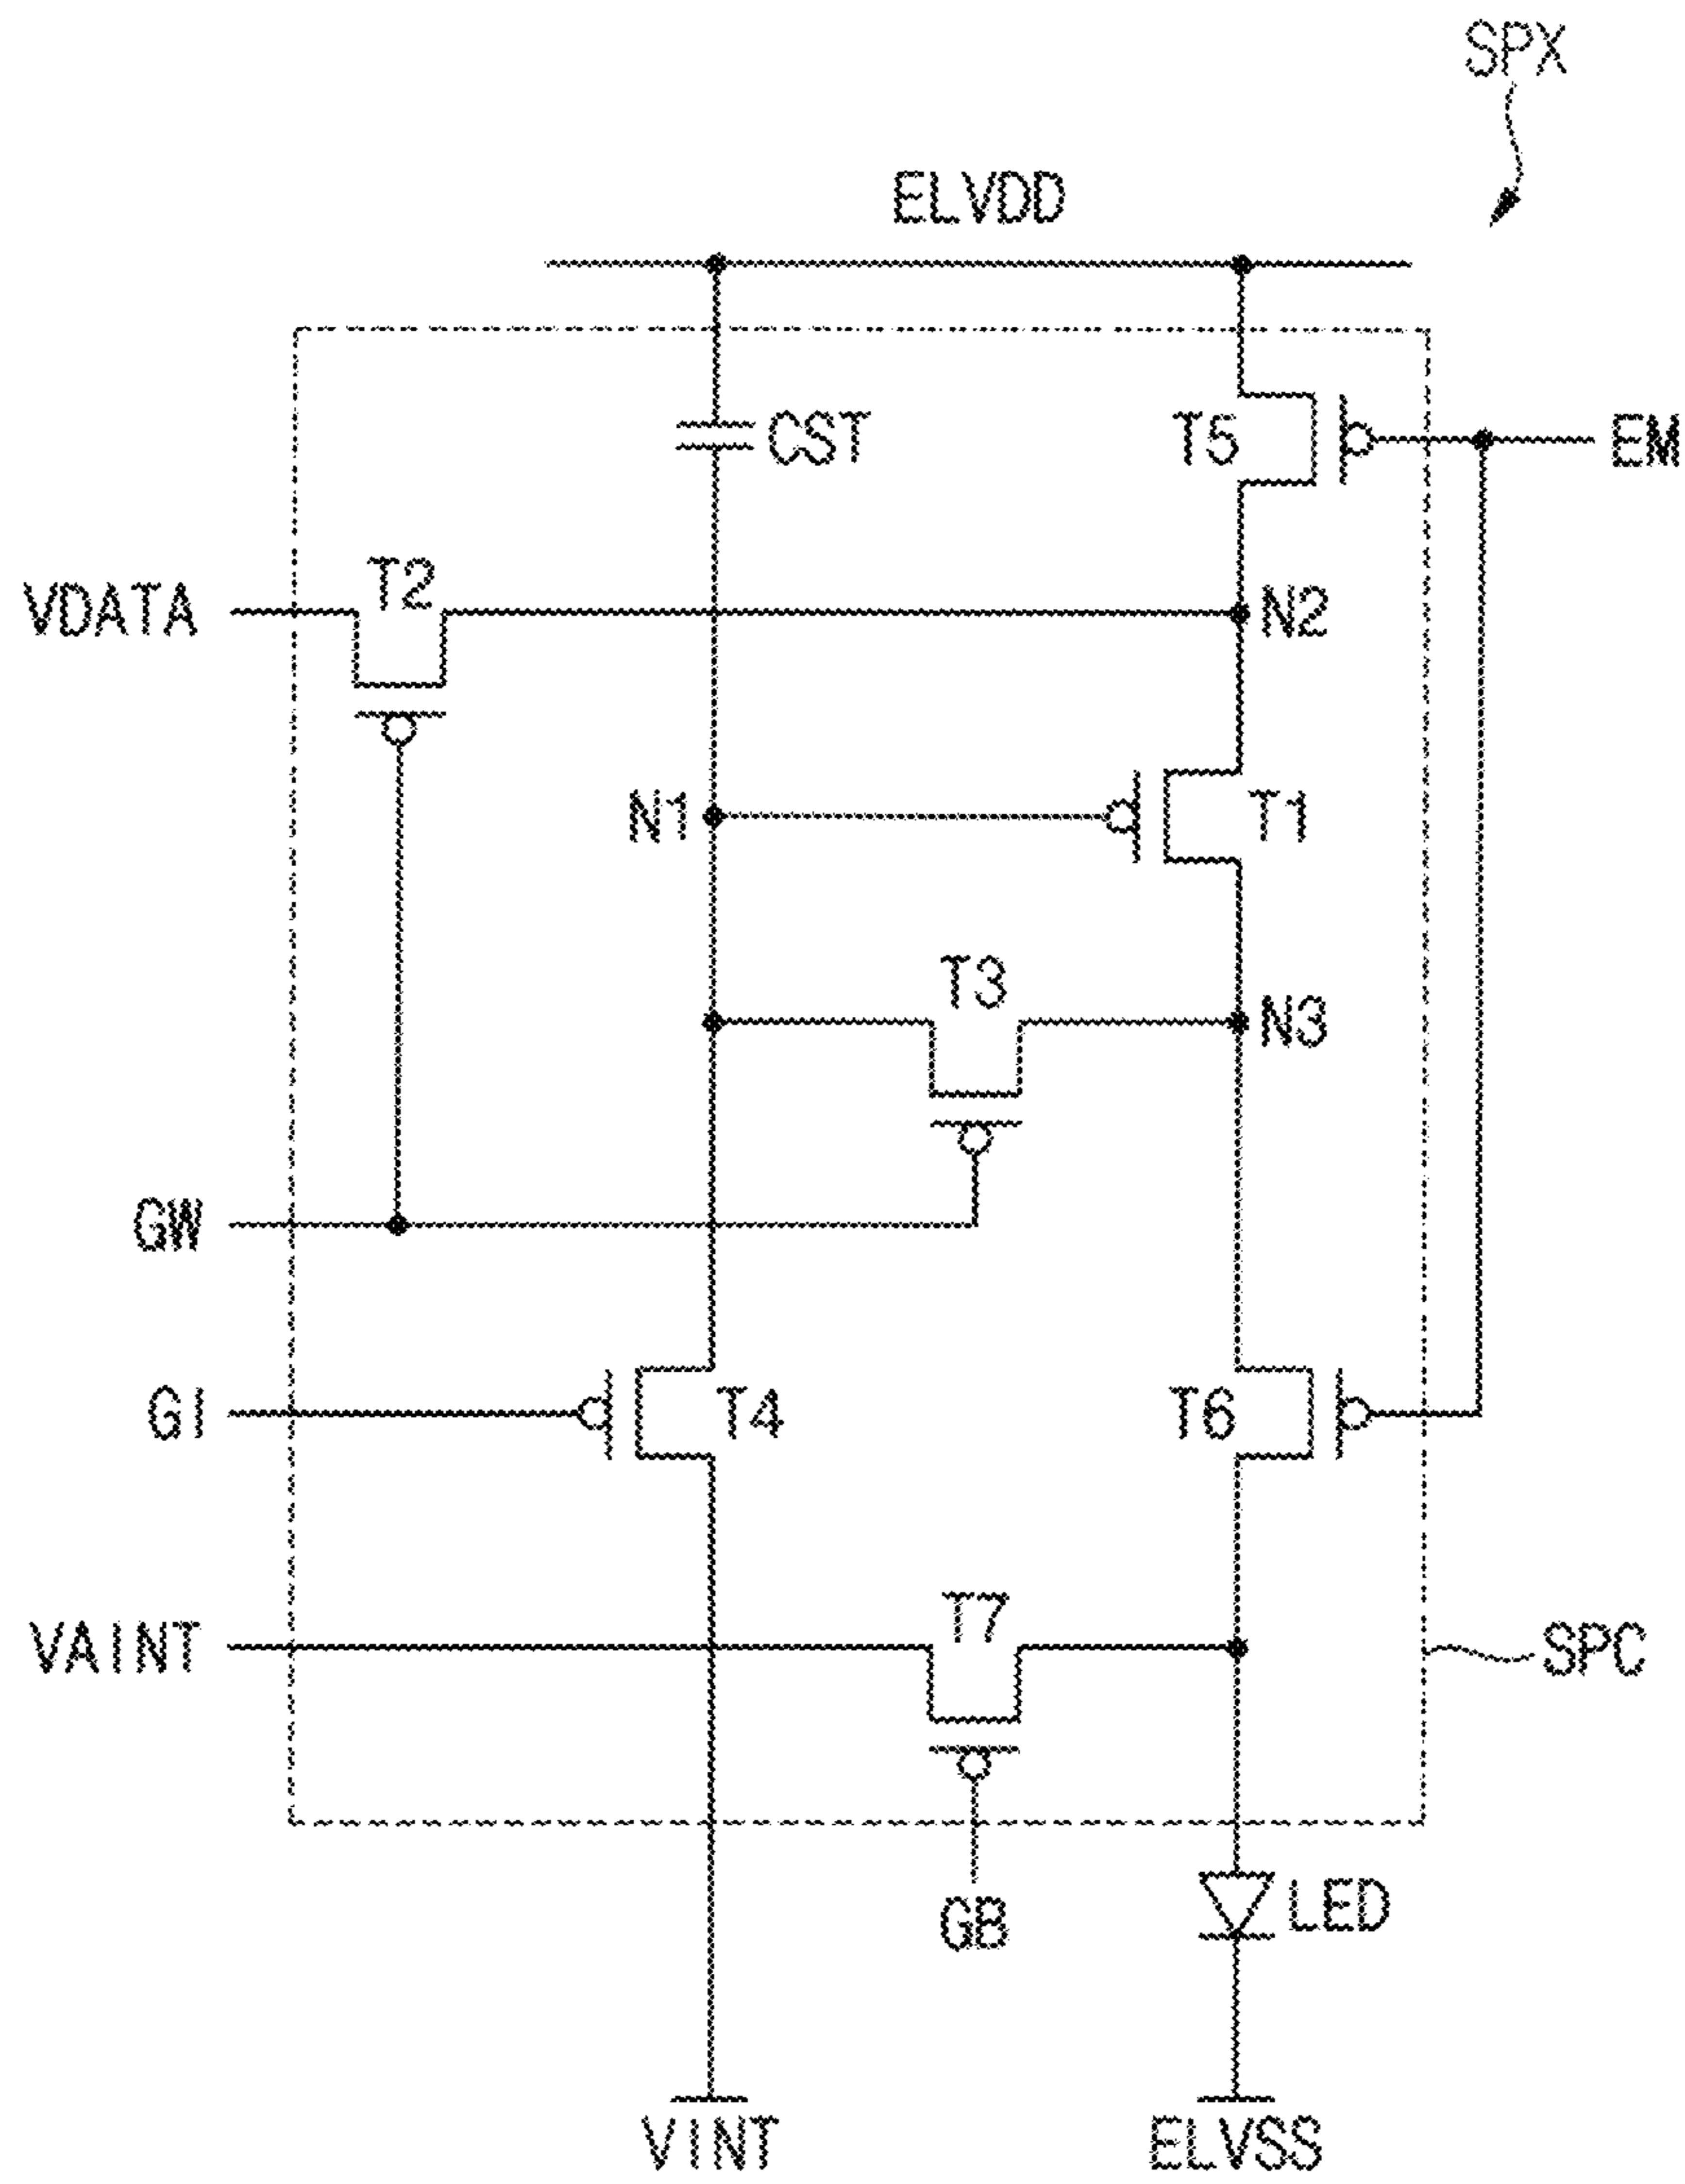 SPX
ELVDD
CST
T5
EM
VDATA
T2
N2
N1
T1
T3
N3
GW
GI
T4
T6
VAINT
T7
SPC
GB
LED
VINT
ELVSS